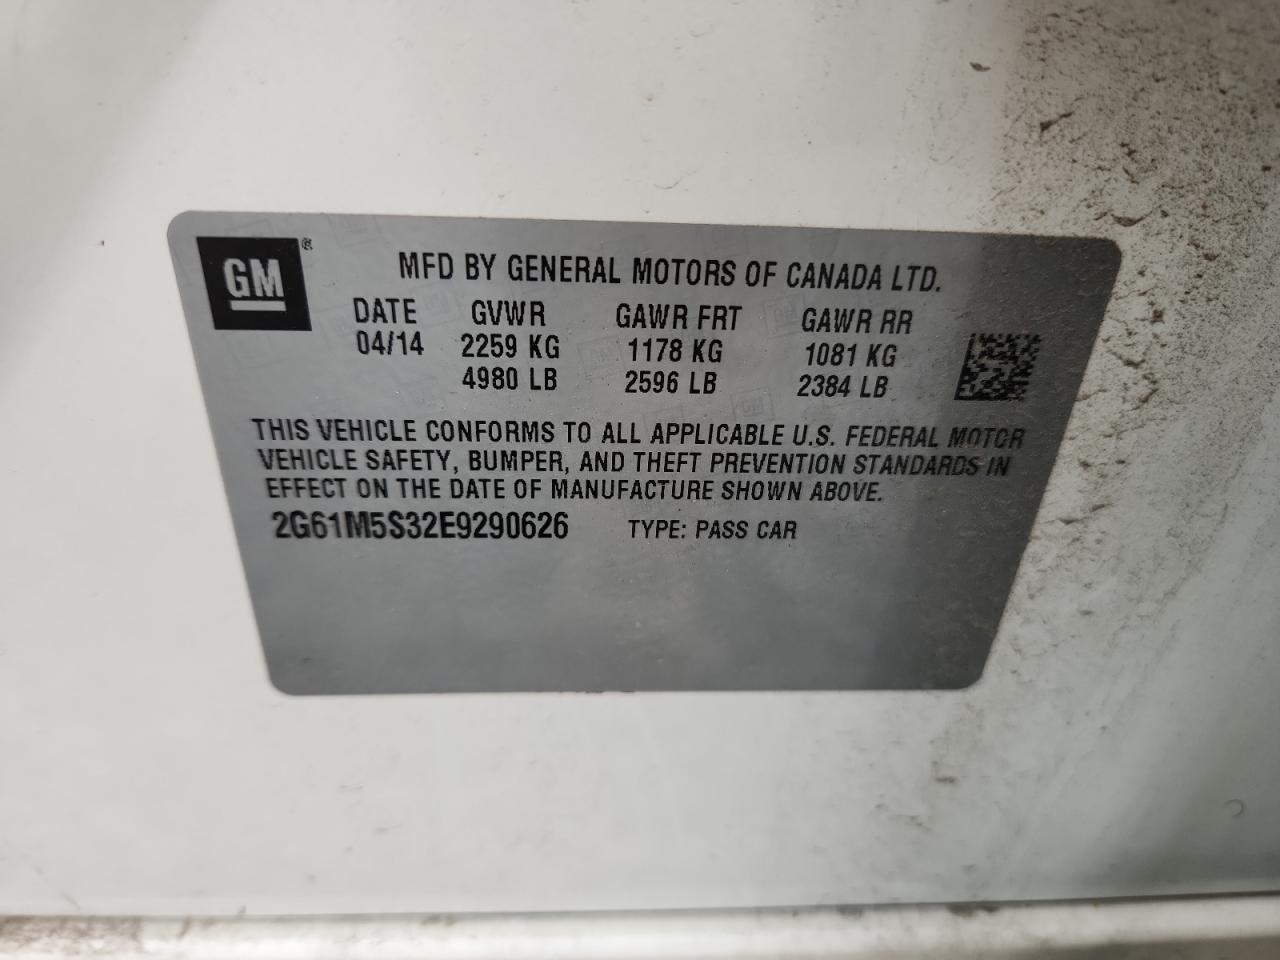 GM ®
MFD BY GENERAL MOTORS OF CANADA LTD.
DATE GVWR GAWR FRT GAWR RR
04/14 2259 KG 1178 KG 1081 KG
4980 LB 2596 LB 2384 LB
THIS VEHICLE CONFORMS TO ALL APPLICABLE U.S. FEDERAL MOTOR
VEHICLE SAFETY, BUMPER, AND THEFT PREVENTION STANDARDS IN
EFFECT ON THE DATE OF MANUFACTURE SHOWN ABOVE.
2G61M5S32E9290626 TYPE: PASS CAR